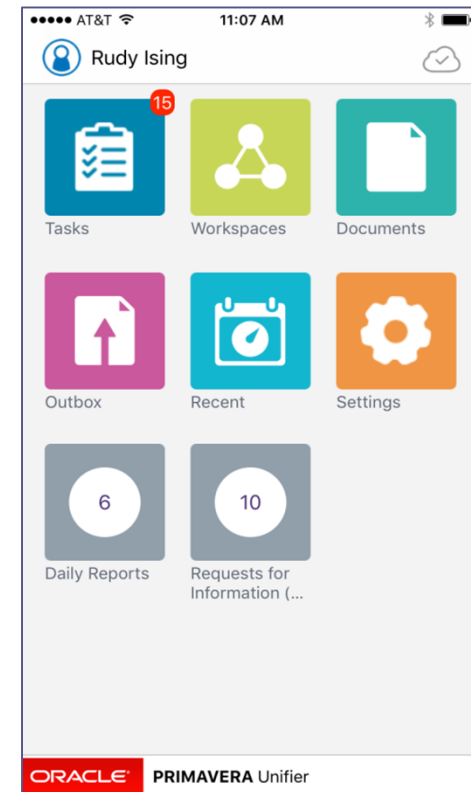 AT&T 11:07 AM
Rudy Ising
15
Tasks Workspaces Documents
Outbox Recent Settings
6 10
Daily Reports Requests for
Information (...
ORACLE® PRIMAVERA Unifier